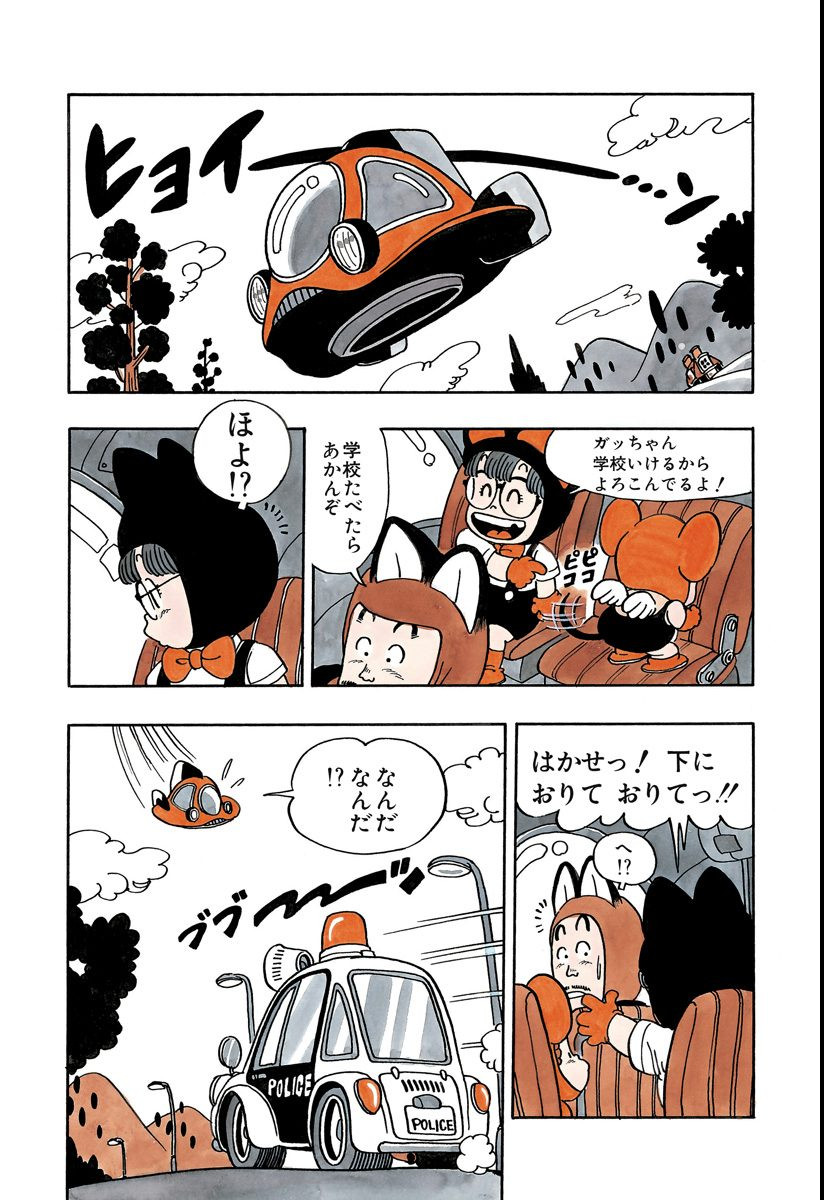 ヒョイーー…ン
ガッちゃん
学校いけるから
よろこんでるよ！
ピコ
ピコ
学校たべたら
あかんぞ
ほよ!?
はかせっ！ 下に
おりて おりてっ!!
へ!?
なんだ
なんだ
!?
ブブーー
POLICE
POLICE